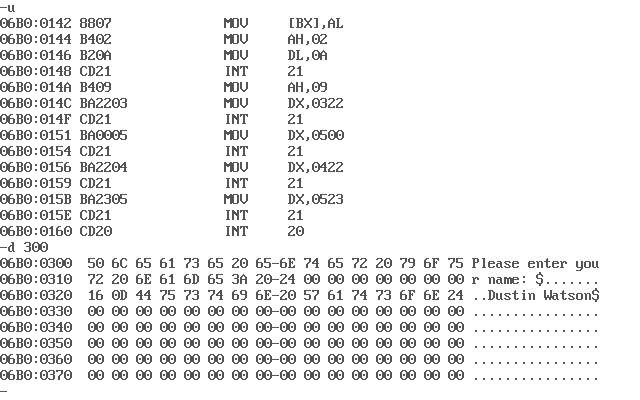 -u
06B0:0142 8807 MOV [BX],AL
06B0:0144 B402 MOV AH,02
06B0:0146 B20A MOV DL,0A
06B0:0148 CD21 INT 21
06B0:014A B409 MOV AH,09
06B0:014C BA2203 MOV DX,0322
06B0:014F CD21 INT 21
06B0:0151 BA0005 MOV DX,0500
06B0:0154 CD21 INT 21
06B0:0156 BA2204 MOV DX,0422
06B0:0159 CD21 INT 21
06B0:015B BA2305 MOV DX,0523
06B0:015E CD21 INT 21
06B0:0160 CD20 INT 20
-d 300
06B0:0300 50 6C 65 61 73 65 20 65-6E 74 65 72 20 79 6F 75 Please enter you
06B0:0310 72 20 6E 61 6D 65 3A 20-24 00 00 00 00 00 00 00 r name: $.......
06B0:0320 16 0D 44 75 73 74 69 6E-20 57 61 74 73 6F 6E 24 ..Dustin Watson$
06B0:0330 00 00 00 00 00 00 00 00-00 00 00 00 00 00 00 00 ................
06B0:0340 00 00 00 00 00 00 00 00-00 00 00 00 00 00 00 00 ................
06B0:0350 00 00 00 00 00 00 00 00-00 00 00 00 00 00 00 00 ................
06B0:0360 00 00 00 00 00 00 00 00-00 00 00 00 00 00 00 00 ................
06B0:0370 00 00 00 00 00 00 00 00-00 00 00 00 00 00 00 00 ................
-